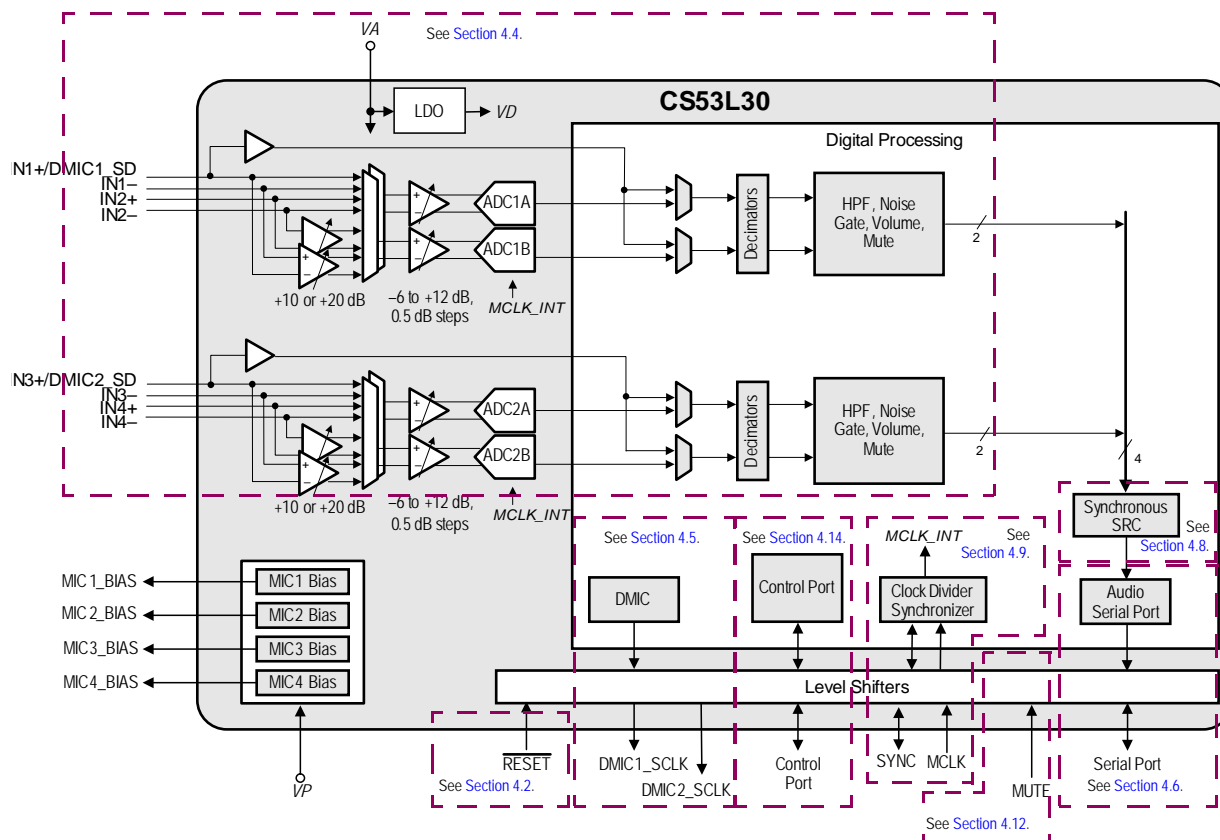 VA
See Section 4.4.
CS53L30
LDO
VD
Digital Processing
IN1+/DMIC1_SD
IN1–
IN2+
IN2–
+
–
+
–
+
–
ADC1A
ADC1B
+10 or +20 dB
–6 to +12 dB,
0.5 dB steps
MCLK_INT
Decimators
HPF, Noise
Gate, Volume,
Mute
2
IN3+/DMIC2_SD
IN3–
IN4+
IN4–
+
–
+
–
+
–
ADC2A
ADC2B
+10 or +20 dB
–6 to +12 dB,
0.5 dB steps
MCLK_INT
Decimators
HPF, Noise
Gate, Volume,
Mute
2
4
Synchronous
SRC
See
Section 4.8.
See Section 4.5.
See Section 4.14.
MCLK_INT
See
Section 4.9.
MIC1_BIAS
MIC2_BIAS
MIC3_BIAS
MIC4_BIAS
MIC1 Bias
MIC2 Bias
MIC3 Bias
MIC4 Bias
DMIC
Control Port
Clock Divider
Synchronizer
Audio
Serial Port
Level Shifters
VP
RESET
See Section 4.2.
DMIC1_SCLK
DMIC2_SCLK
Control
Port
SYNC
MCLK
MUTE
Serial Port
See Section 4.6.
See Section 4.12.